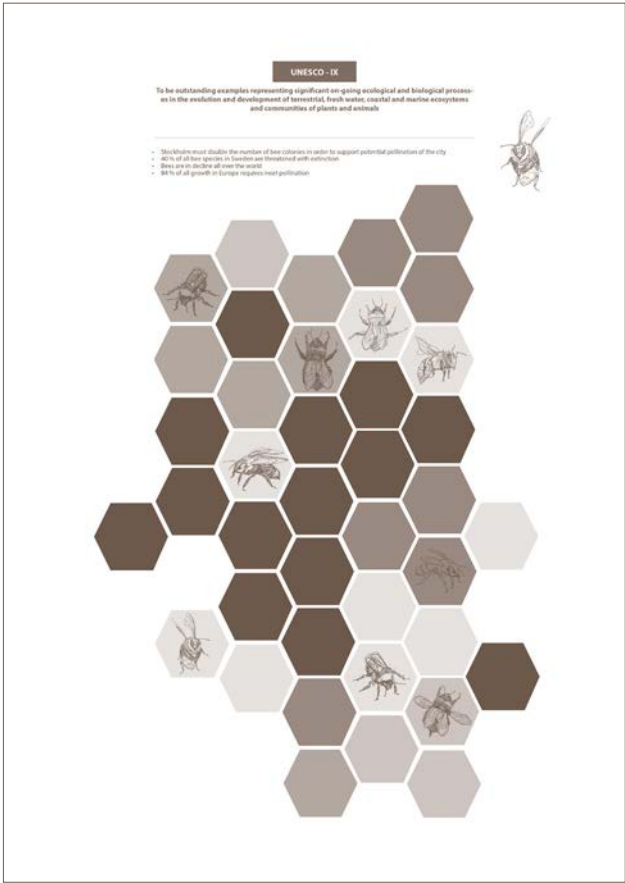 UNESCO - IX
To be outstanding examples representing significant on-going ecological and biological process-
es in the evolution and development of terrestrial, fresh water, coastal and marine ecosystems
and communities of plants and animals
- Stockholm must double the number of bee colonies in order to support potential pollination of the city
- 40 % of all bee species in Sweden are threatened with extinction
- Bees are in decline all over the world
- 84 % of all growth in Europe requires insect pollination